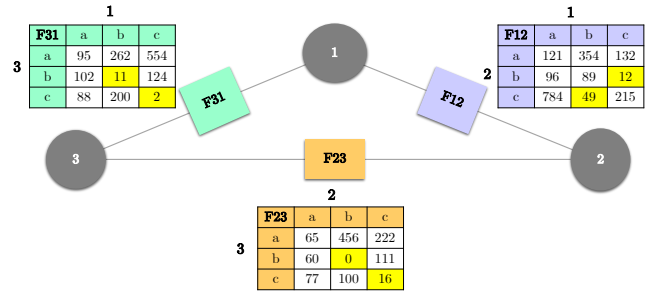 1
F31 a b c
a 95 262 554
3
b 102 11 124
c 88 200 2
1
F12 a b c
a 121 354 132
2
b 96 89 12
c 784 49 215
1
F31
F12
3
F23
2
2
F23 a b c
a 65 456 222
3
b 60 0 111
c 77 100 16